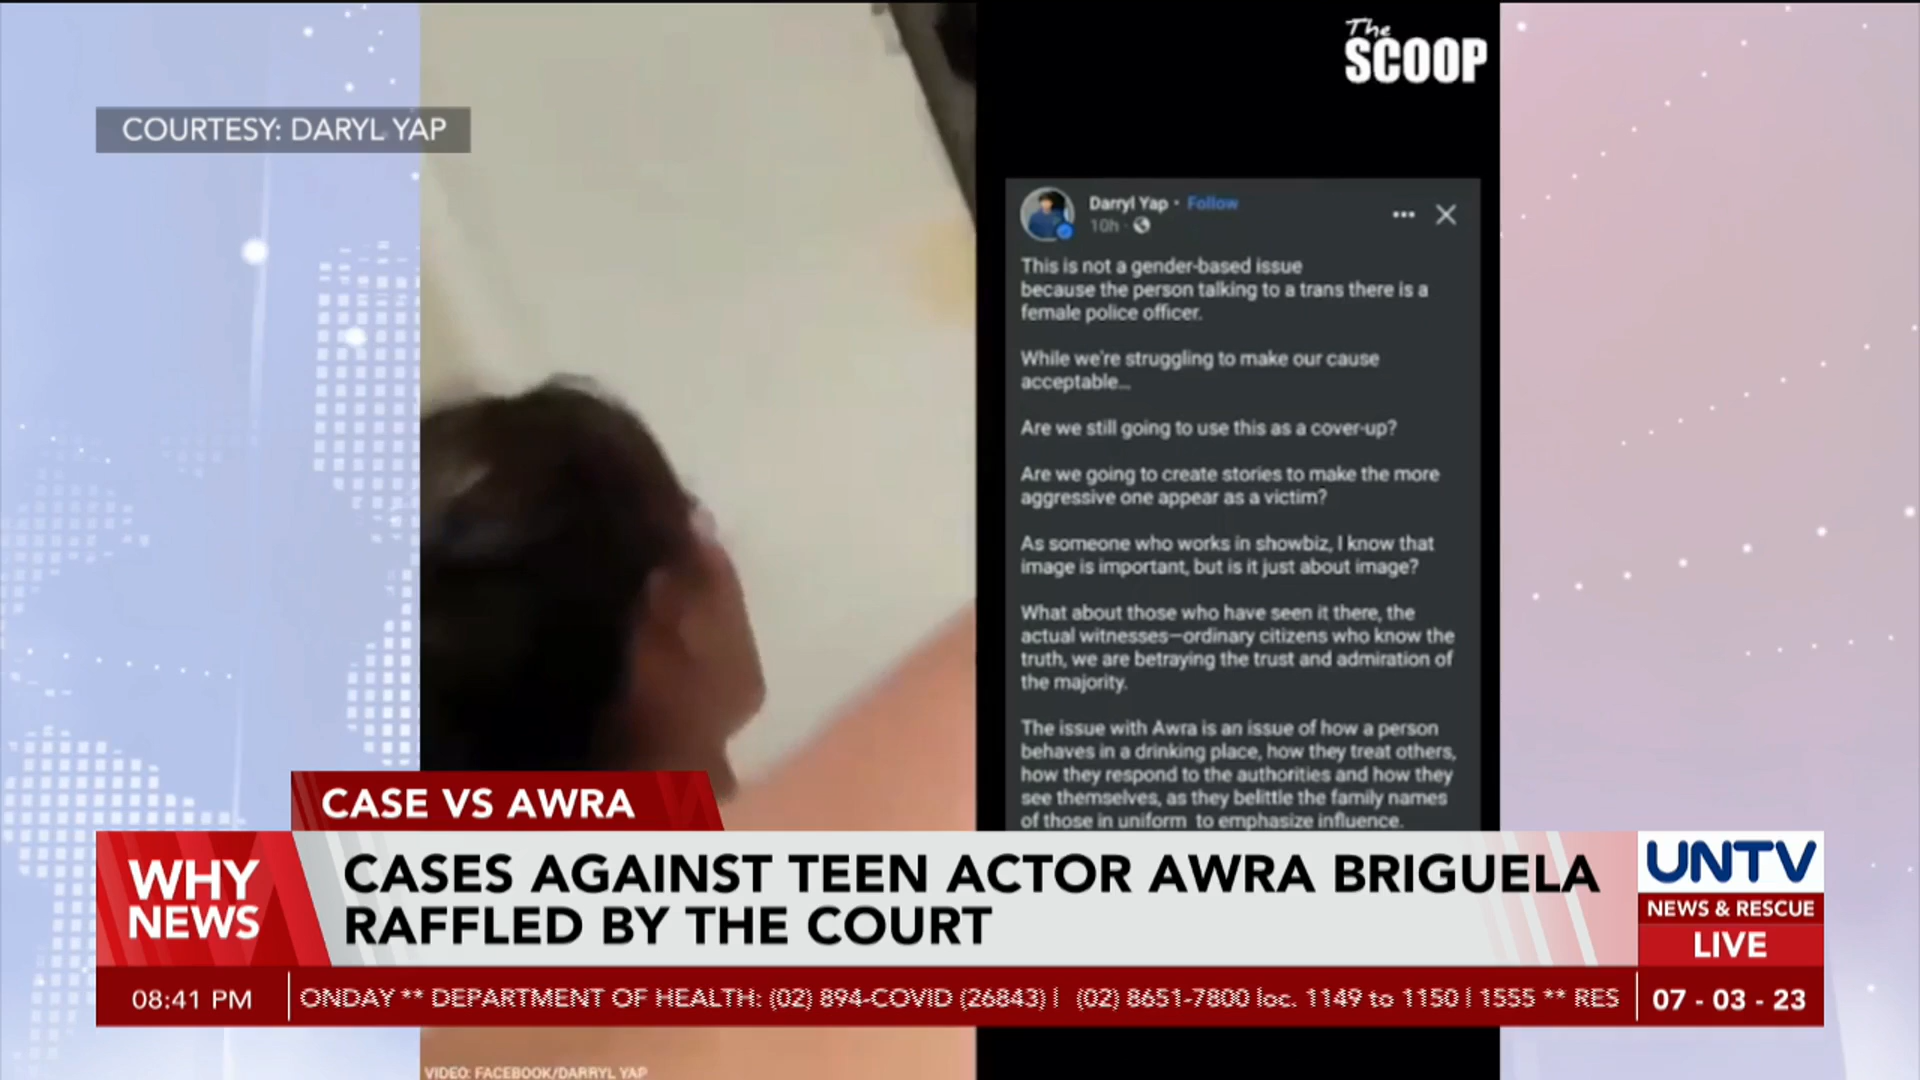 The
SCOOP
COURTESY: DARYL YAP
Darryl Yap · Follow
10h ·
This is not a gender-based issue
because the person talking to a trans there is a
female police officer.
While we're struggling to make our cause
acceptable...
Are we still going to use this as a cover-up?
Are we going to create stories to make the more
aggressive one appear as a victim?
As someone who works in showbiz, I know that
image is important, but is it just about image?
What about those who have seen it there, the
actual witnesses—ordinary citizens who know the
truth, we are betraying the trust and admiration of
the majority.
The issue with Awra is an issue of how a person
behaves in a drinking place, how they treat others,
how they respond to the authorities and how they
see themselves, as they belittle the family names
of those in uniform to emphasize influence.
CASE VS AWRA
WHY
NEWS
CASES AGAINST TEEN ACTOR AWRA BRIGUELA
RAFFLED BY THE COURT
UNTV
NEWS & RESCUE
LIVE
08:41 PM
ONDAY ** DEPARTMENT OF HEALTH: (02) 894-COVID (26843) | (02) 8651-7800 loc. 1149 to 1150 | 1555 ** RES
07 - 03 - 23
VIDEO: FACEBOOK/DARRYL YAP